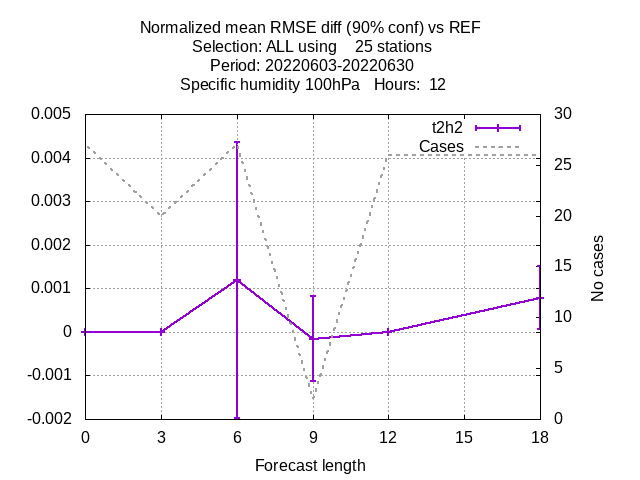 Normalized mean RMSE diff (90% conf) vs REF
Selection: ALL using    25 stations
Period: 20220603-20220630
Specific humidity 100hPa   Hours:  12
0.005
0.004
0.003
0.002
0.001
0
-0.001
-0.002
30
25
20
15
10
5
0
t2h2
Cases
No cases
0
3
6
9
12
15
18
Forecast length